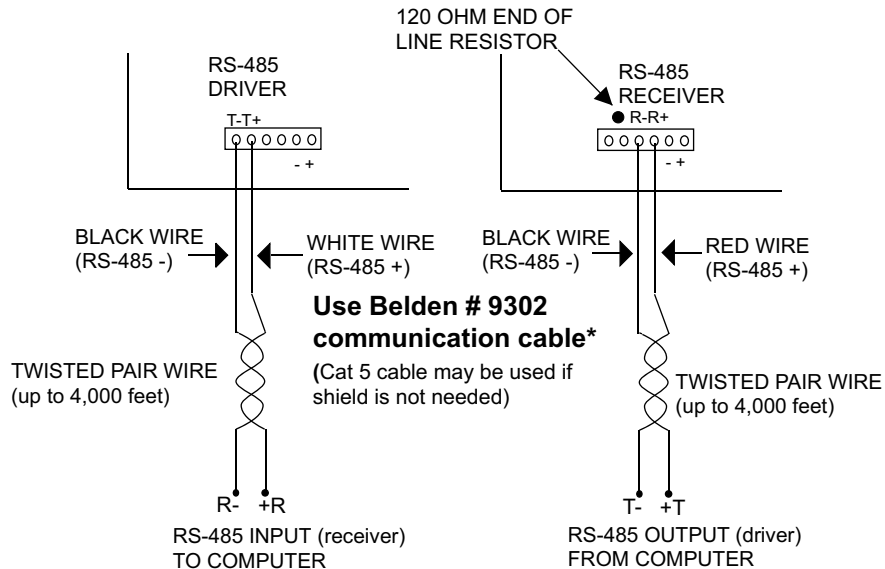 120 OHM END OF
LINE RESISTOR
RS-485
DRIVER
T-T+
- +
RS-485
RECEIVER
R-R+
- +
BLACK WIRE
(RS-485 -)
WHITE WIRE
(RS-485 +)
BLACK WIRE
(RS-485 -)
RED WIRE
(RS-485 +)
Use Belden # 9302
communication cable*
(Cat 5 cable may be used if
shield is not needed)
TWISTED PAIR WIRE
(up to 4,000 feet)
TWISTED PAIR WIRE
(up to 4,000 feet)
R- +R
RS-485 INPUT (receiver)
TO COMPUTER
T- +T
RS-485 OUTPUT (driver)
FROM COMPUTER